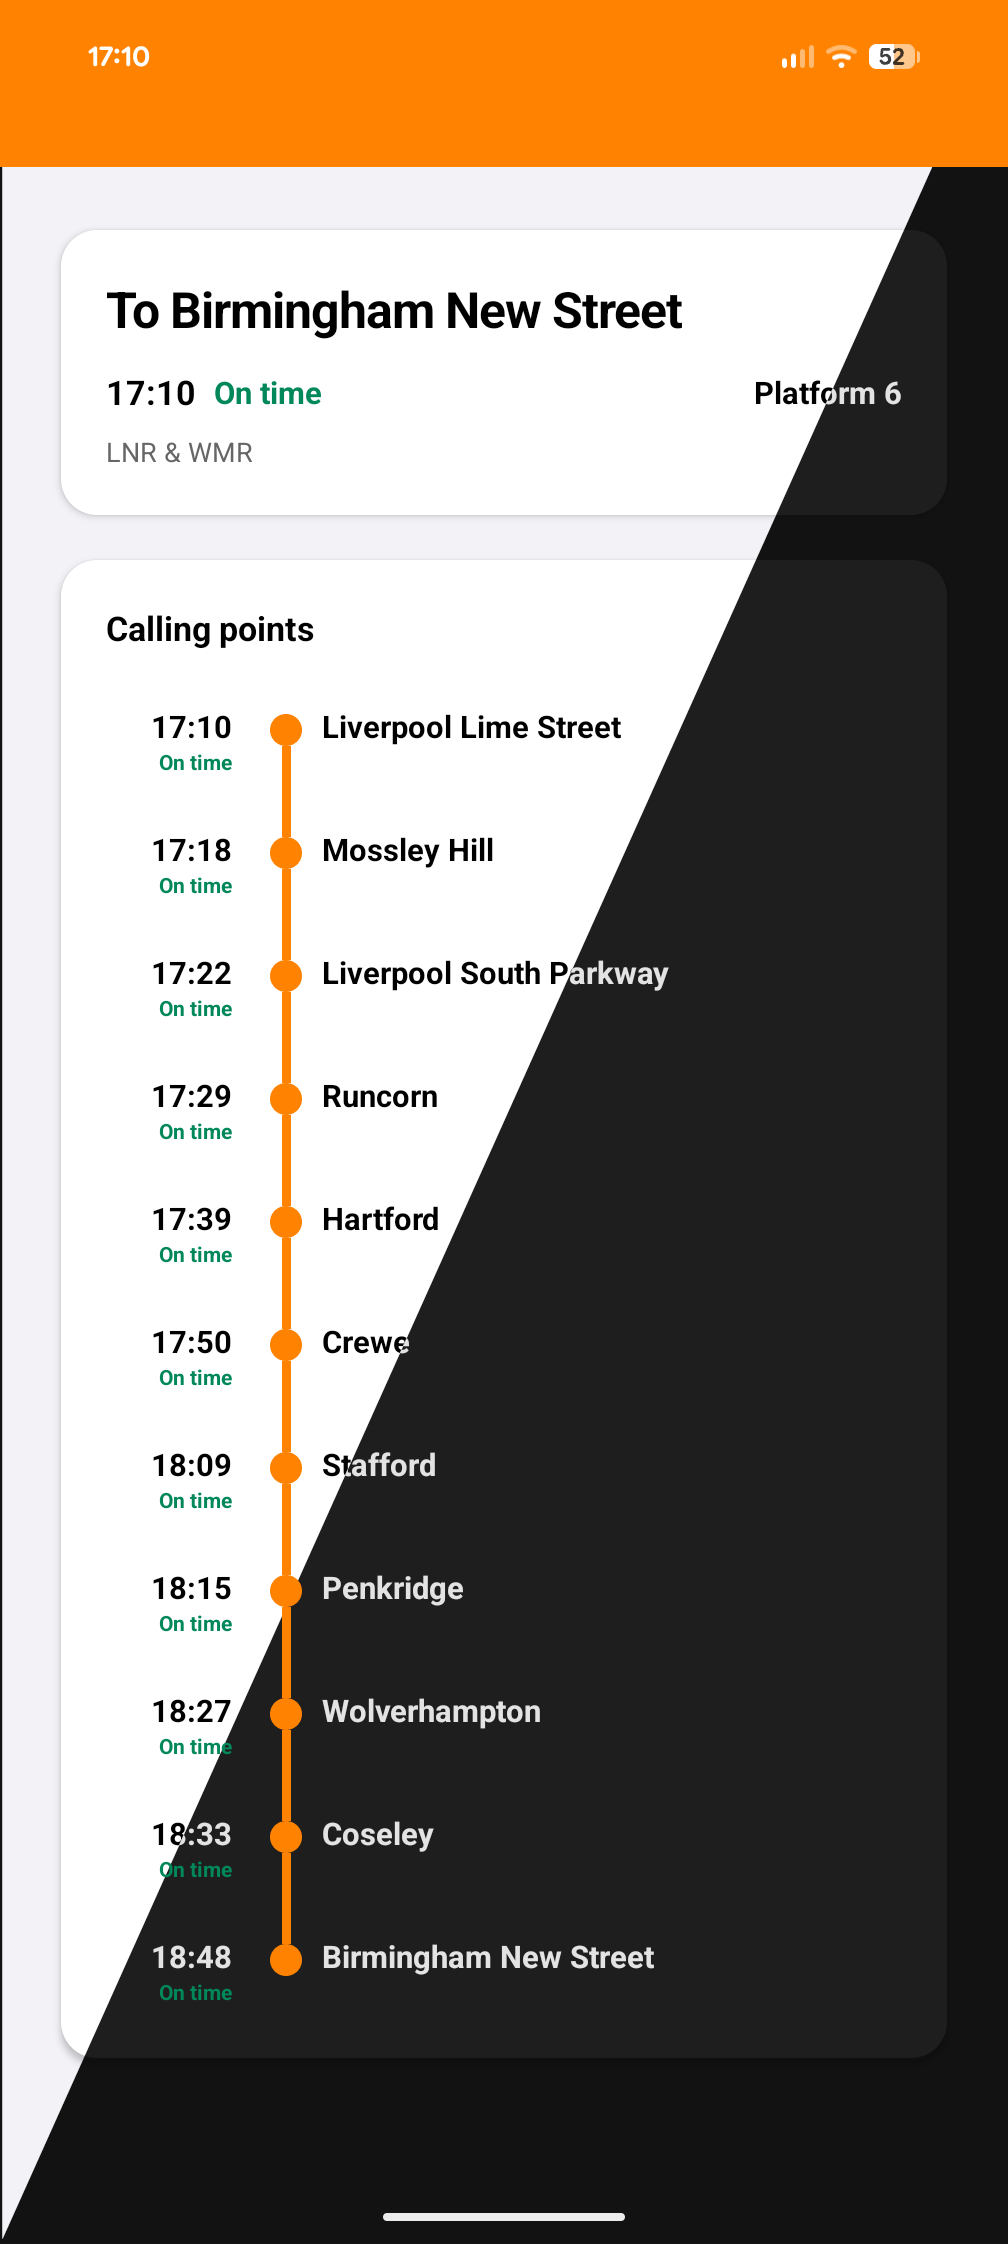 17:10
52
To Birmingham New Street
17:10 On time Platform 6
LNR & WMR
Calling points
17:10 Liverpool Lime Street
On time
17:18 Mossley Hill
On time
17:22 Liverpool South Parkway
On time
17:29 Runcorn
On time
17:39 Hartford
On time
17:50 Crewe
On time
18:09 Stafford
On time
18:15 Penkridge
On time
18:27 Wolverhampton
On time
18:33 Coseley
On time
18:48 Birmingham New Street
On time